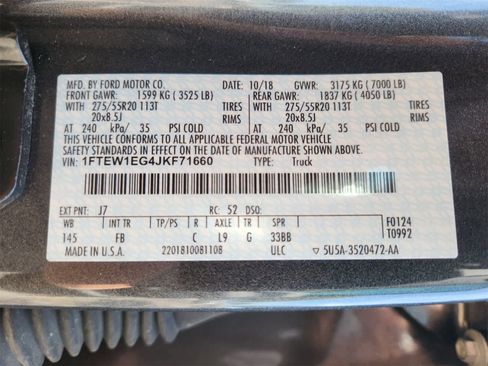 MFD. BY FORD MOTOR CO. 10/18 GVWR: 3175 KG ( 7000 LB)
FRONT GAWR: 1599 KG ( 3525 LB) REAR GAWR: 1837 KG ( 4050 LB)
WITH 275/55R20 113T TIRES WITH 275/55R20 113T TIRES
20x8.5J RIMS 20x8.5J RIMS
AT 240 kPa/ 35 PSI COLD AT 240 kPa/ 35 PSI COLD
THIS VEHICLE CONFORMS TO ALL APPLICABLE FEDERAL MOTOR VEHICLE
SAFETY STANDARDS IN EFFECT ON THE DATE OF MANUFACTURE SHOWN ABOVE.
VIN: 1FTEW1EG4JKF71660 TYPE: Truck
EXT PNT: J7 RC: 52 DSO:
WB INT TR TP/PS R AXLE TR SPR F0124
145 FB C L9 G 33BB T0992
MADE IN U.S.A. 2201810081108 ULC ▽ 5U5A-3520472-AA